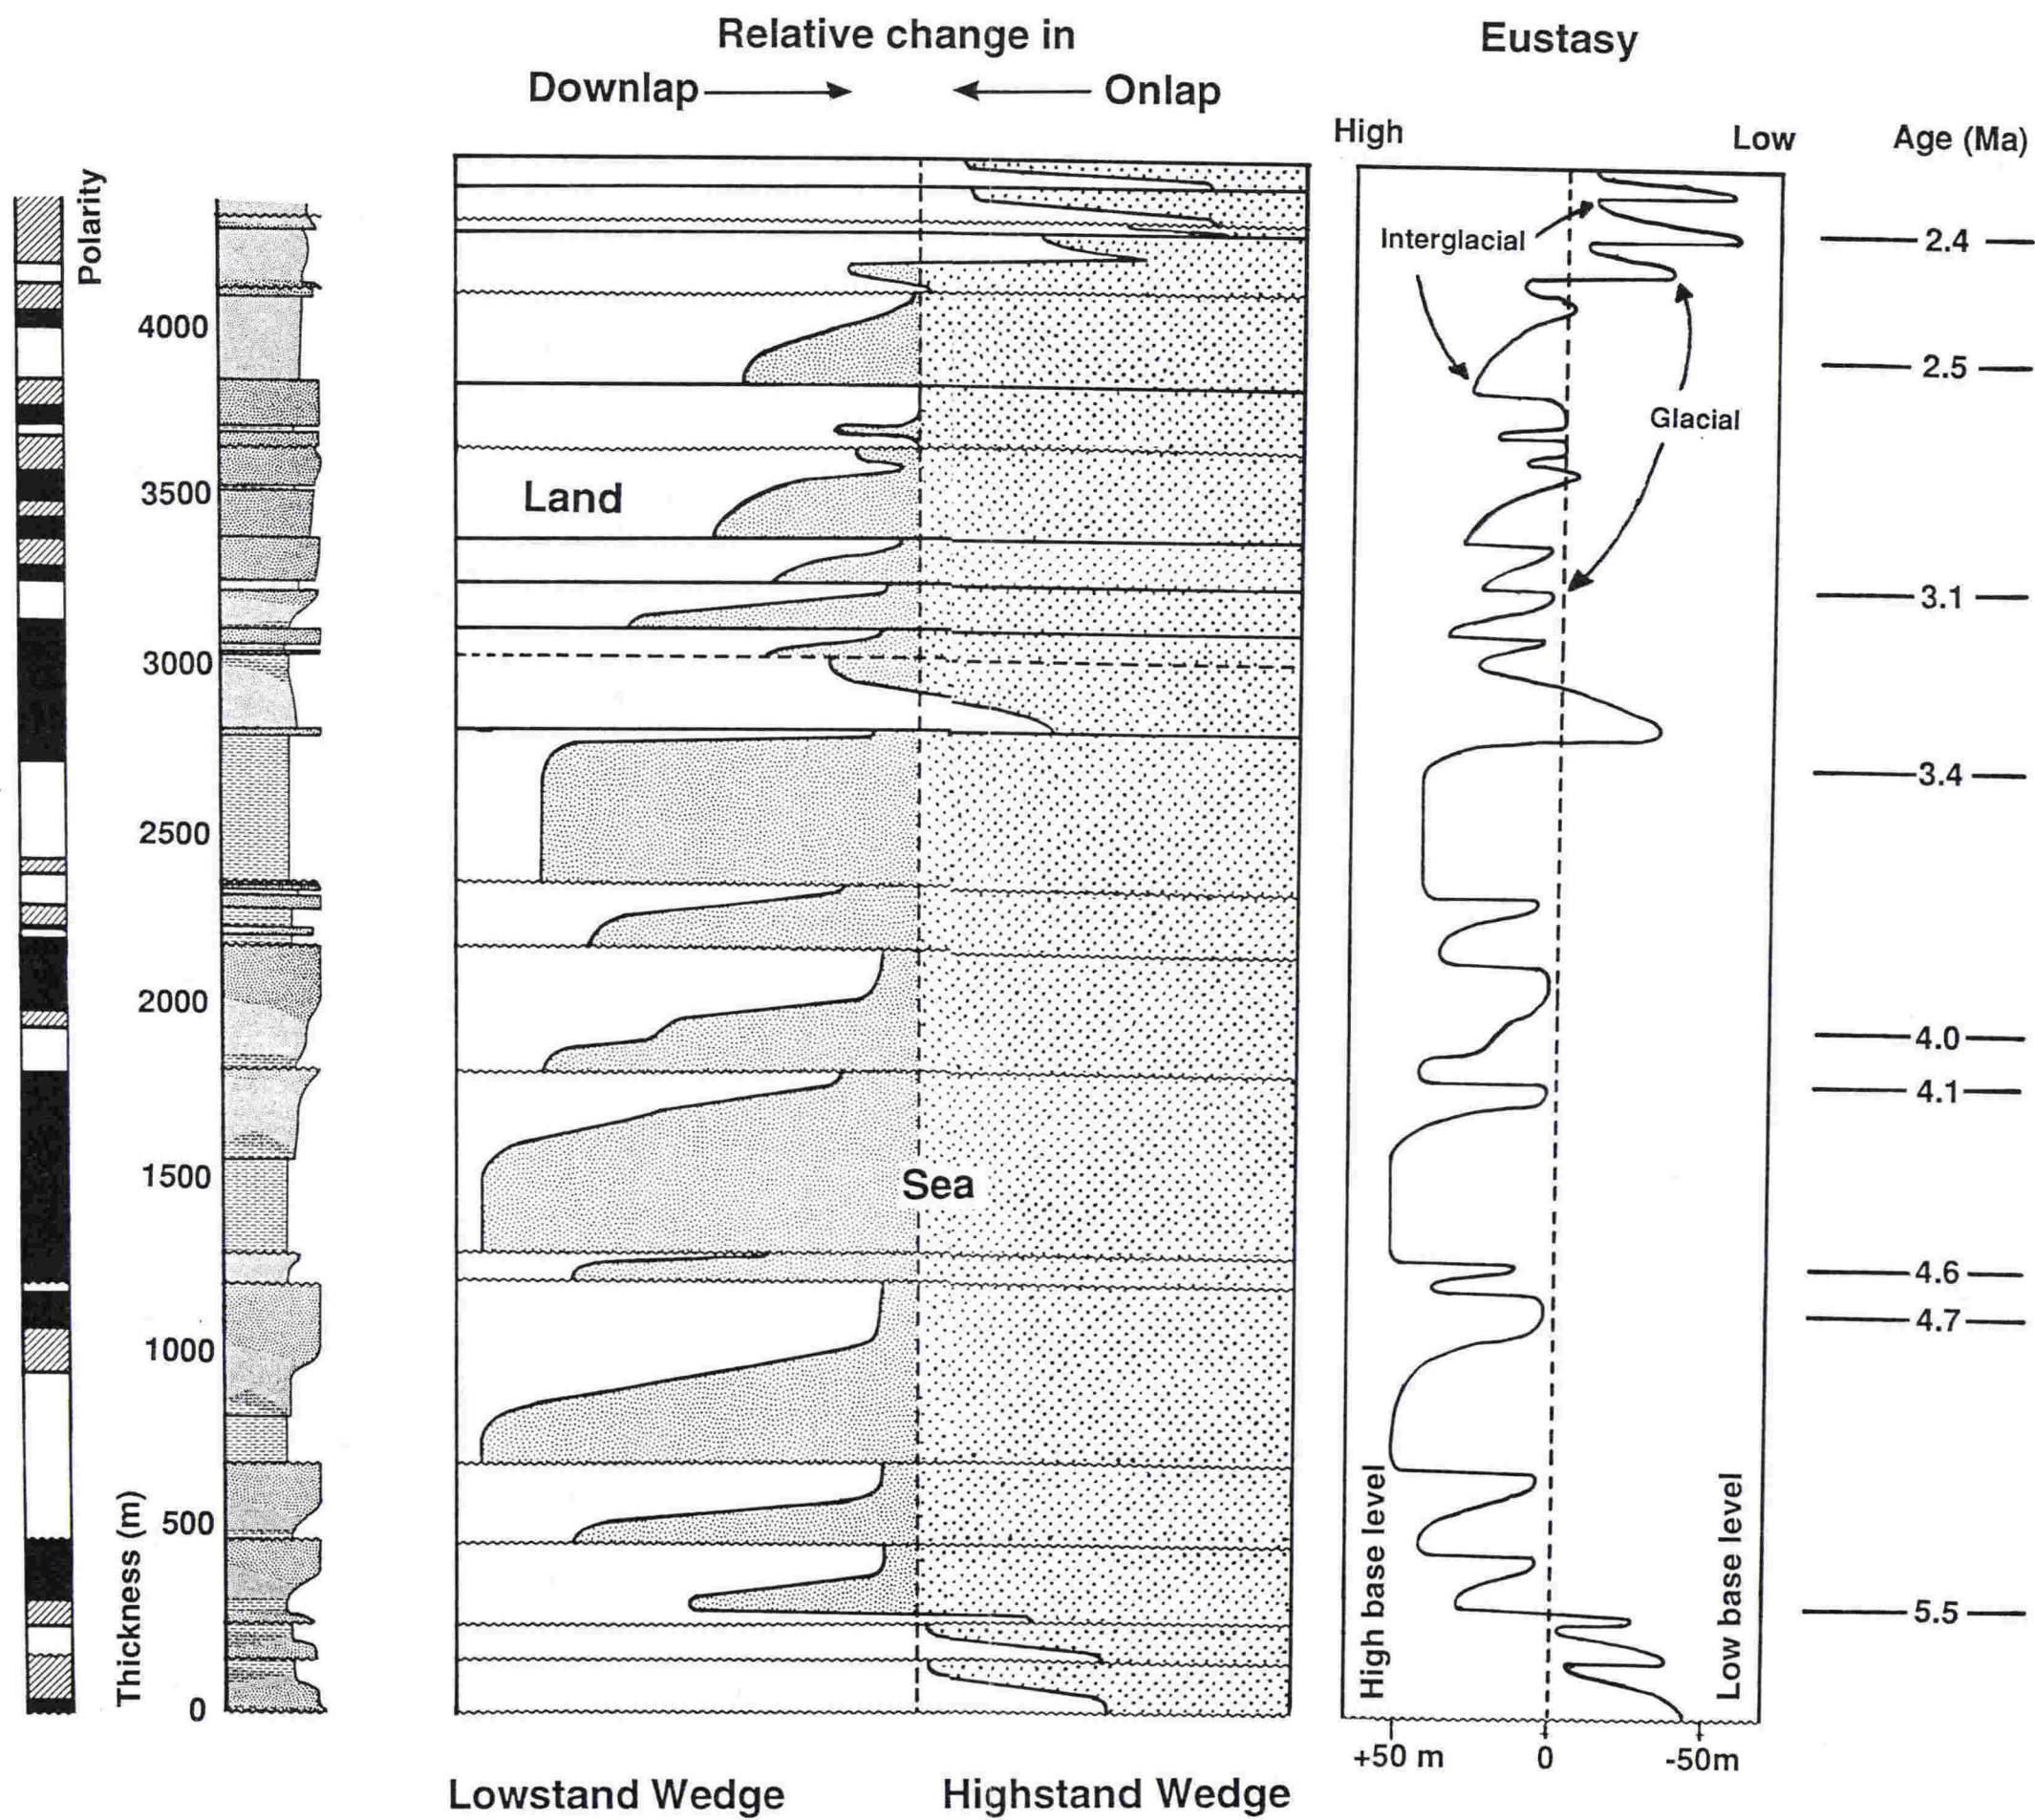 Relative change in
Eustasy
Downlap
Onlap
High
Low
Age (Ma)
Polarity
Interglacial
2.4
4000
2.5
Glacial
Land
3500
3.1
3000
3.4
2500
2000
4.0
4.1
1500
Sea
4.6
4.7
1000
Thickness (m)
500
High base level
Low base level
5.5
0
+50 m
0
-50m
Lowstand Wedge
Highstand Wedge